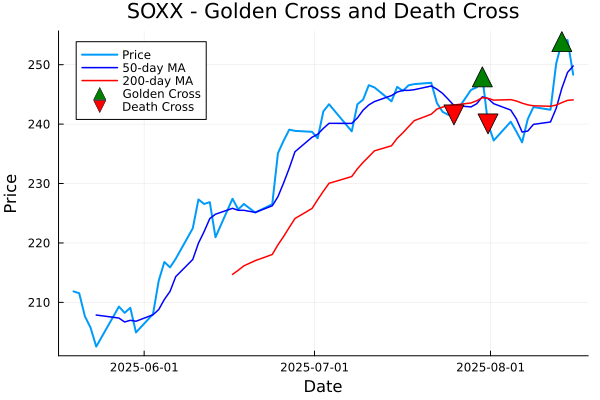 SOXX - Golden Cross and Death Cross
Price
50-day MA
200-day MA
Golden Cross
Death Cross
Price
250
240
230
220
210
2025-06-01
2025-07-01
2025-08-01
Date